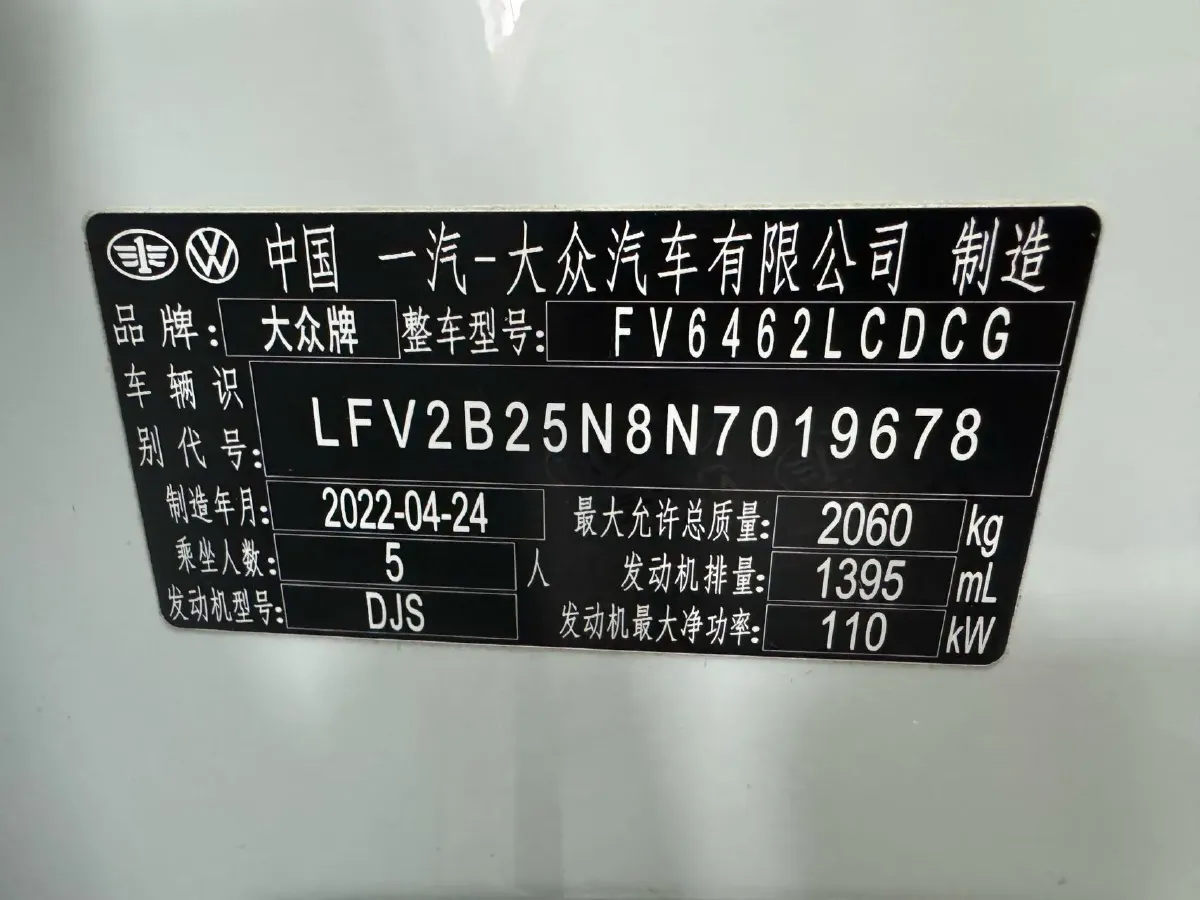 中国 一汽-大众汽车有限公司 制造
品牌: 大众牌 整车型号: FV6462LCDCG
车辆识别代号: LFV2B25N8N7019678
制造年月: 2022-04-24 最大允许总质量: 2060 kg
乘坐人数: 5 人 发动机排量: 1395 mL
发动机型号: DJS 发动机最大净功率: 110 kW